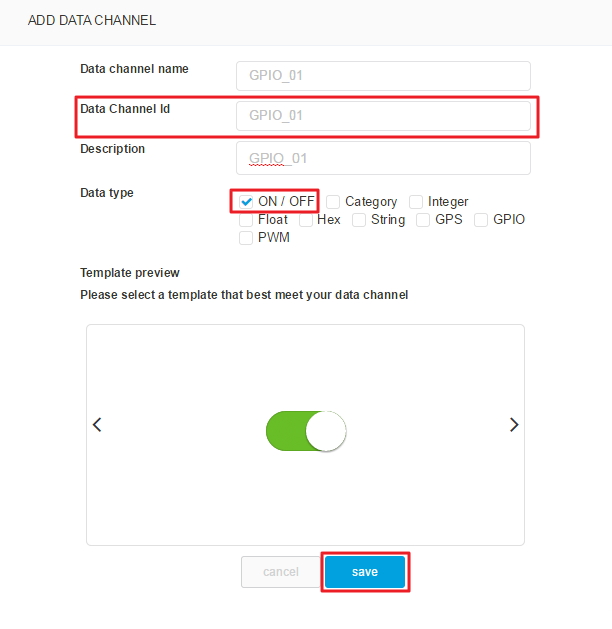 ADD DATA CHANNEL
Data channel name GPIO_01
Data Channel Id GPIO_01
Description GPIO_01
Data type
ON / OFF Category Integer
Float Hex String GPS GPIO
PWM
Template preview
Please select a template that best meet your data channel
cancel save